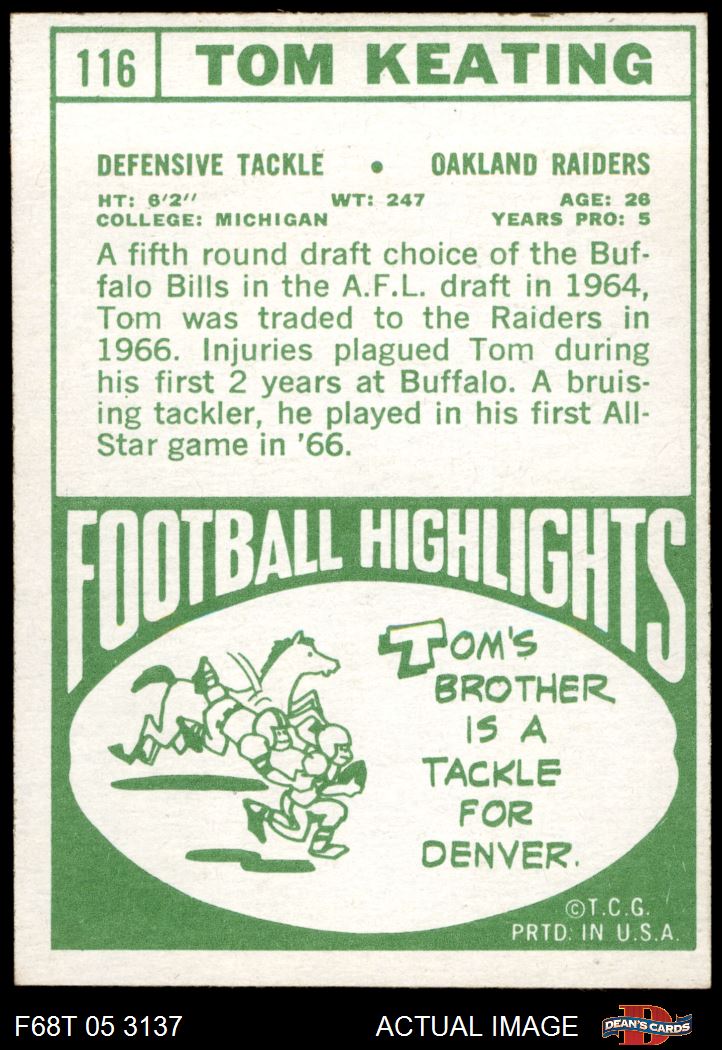 116 TOM KEATING
DEFENSIVE TACKLE • OAKLAND RAIDERS
HT: 6'2" WT: 247 AGE: 26
COLLEGE: MICHIGAN YEARS PRO: 5
A fifth round draft choice of the Buf-
falo Bills in the A.F.L. draft in 1964,
Tom was traded to the Raiders in
1966. Injuries plagued Tom during
his first 2 years at Buffalo. A bruis-
ing tackler, he played in his first All-
Star game in '66.
FOOTBALL HIGHLIGHTS
TOM'S
BROTHER
IS A
TACKLE
FOR
DENVER.
©T.C.G.
PRTD. IN U.S.A.
F68T 05 3137 ACTUAL IMAGE D DEAN'S CARDS